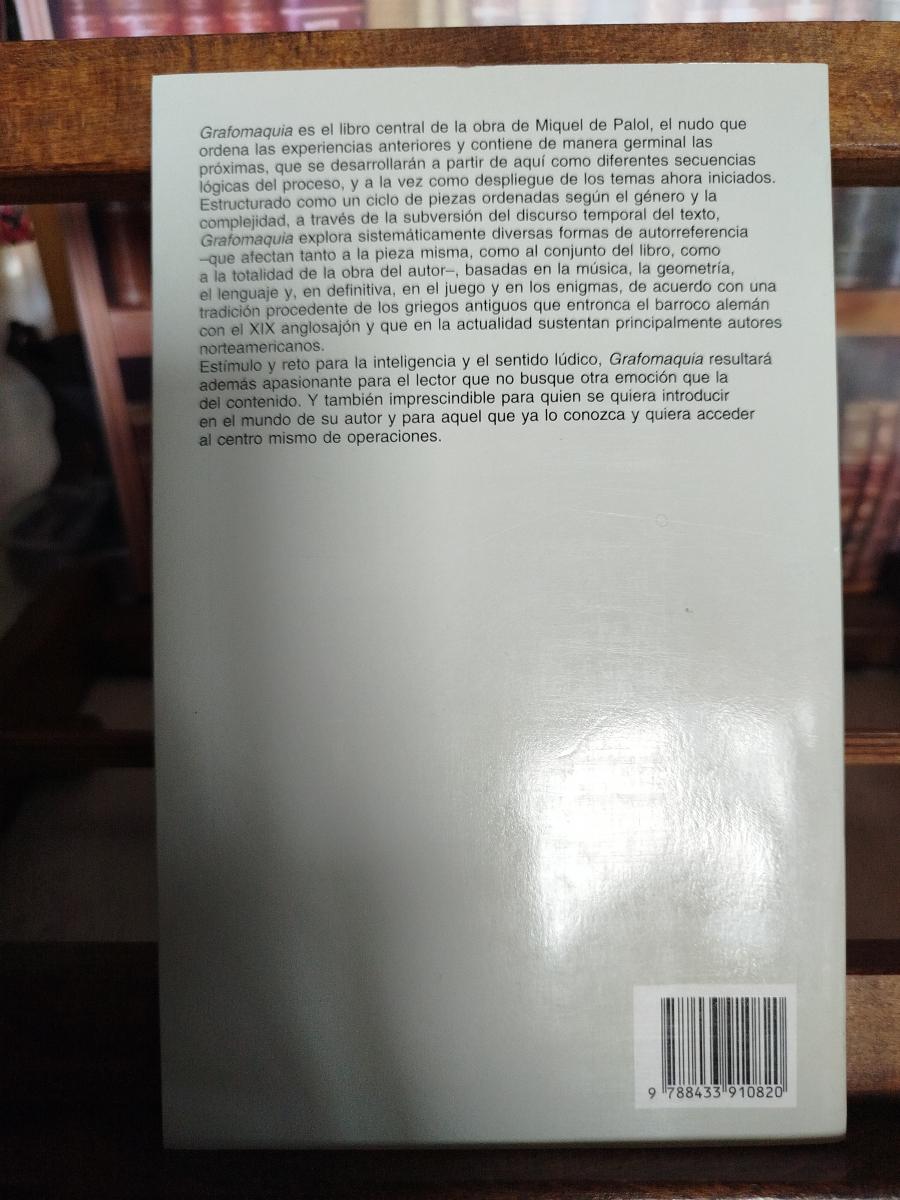 Grafomaquia es el libro central de la obra de Miquel de Palol, el nudo que
ordena las experiencias anteriores y contiene de manera germinal las
próximas, que se desarrollarán a partir de aquí como diferentes secuencias
lógicas del proceso, y a la vez como despliegue de los temas ahora iniciados.
Estructurado como un ciclo de piezas ordenadas según el género y la
complejidad, a través de la subversión del discurso temporal del texto,
Grafomaquia explora sistemáticamente diversas formas de autorreferencia
–que afectan tanto a la pieza misma, como al conjunto del libro, como
a la totalidad de la obra del autor–, basadas en la música, la geometría,
el lenguaje y, en definitiva, en el juego y en los enigmas, de acuerdo con una
tradición procedente de los griegos antiguos que entronca el barroco alemán
con el XIX anglosajón y que en la actualidad sustentan principalmente autores
norteamericanos.
Estímulo y reto para la inteligencia y el sentido lúdico, Grafomaquia resultará
además apasionante para el lector que no busque otra emoción que la
del contenido. Y también imprescindible para quien se quiera introducir
en el mundo de su autor y para aquel que ya lo conozca y quiera acceder
al centro mismo de operaciones.
9 788433 910820